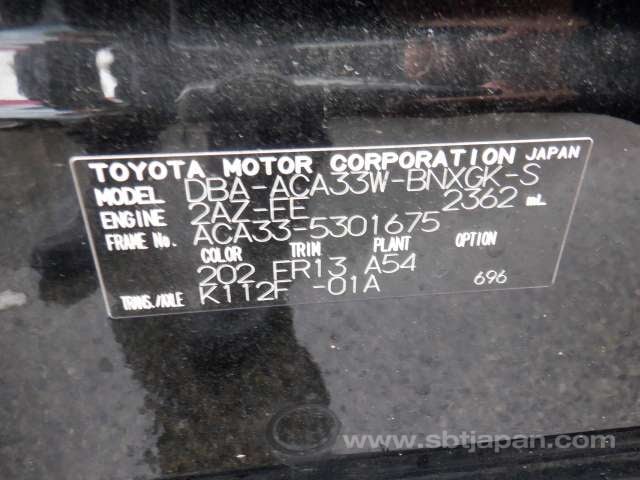 TOYOTA MOTOR CORPORATION JAPAN
MODEL DBA-ACA33W-BNXGK-S
ENGINE 2AZ-FE 2362 mL
FRAME No. ACA33-5301675
COLOR TRIM PLANT OPTION
202 FR13 A54
TRANS./AXLE K112F -01A 696
www.sbtjapan.com